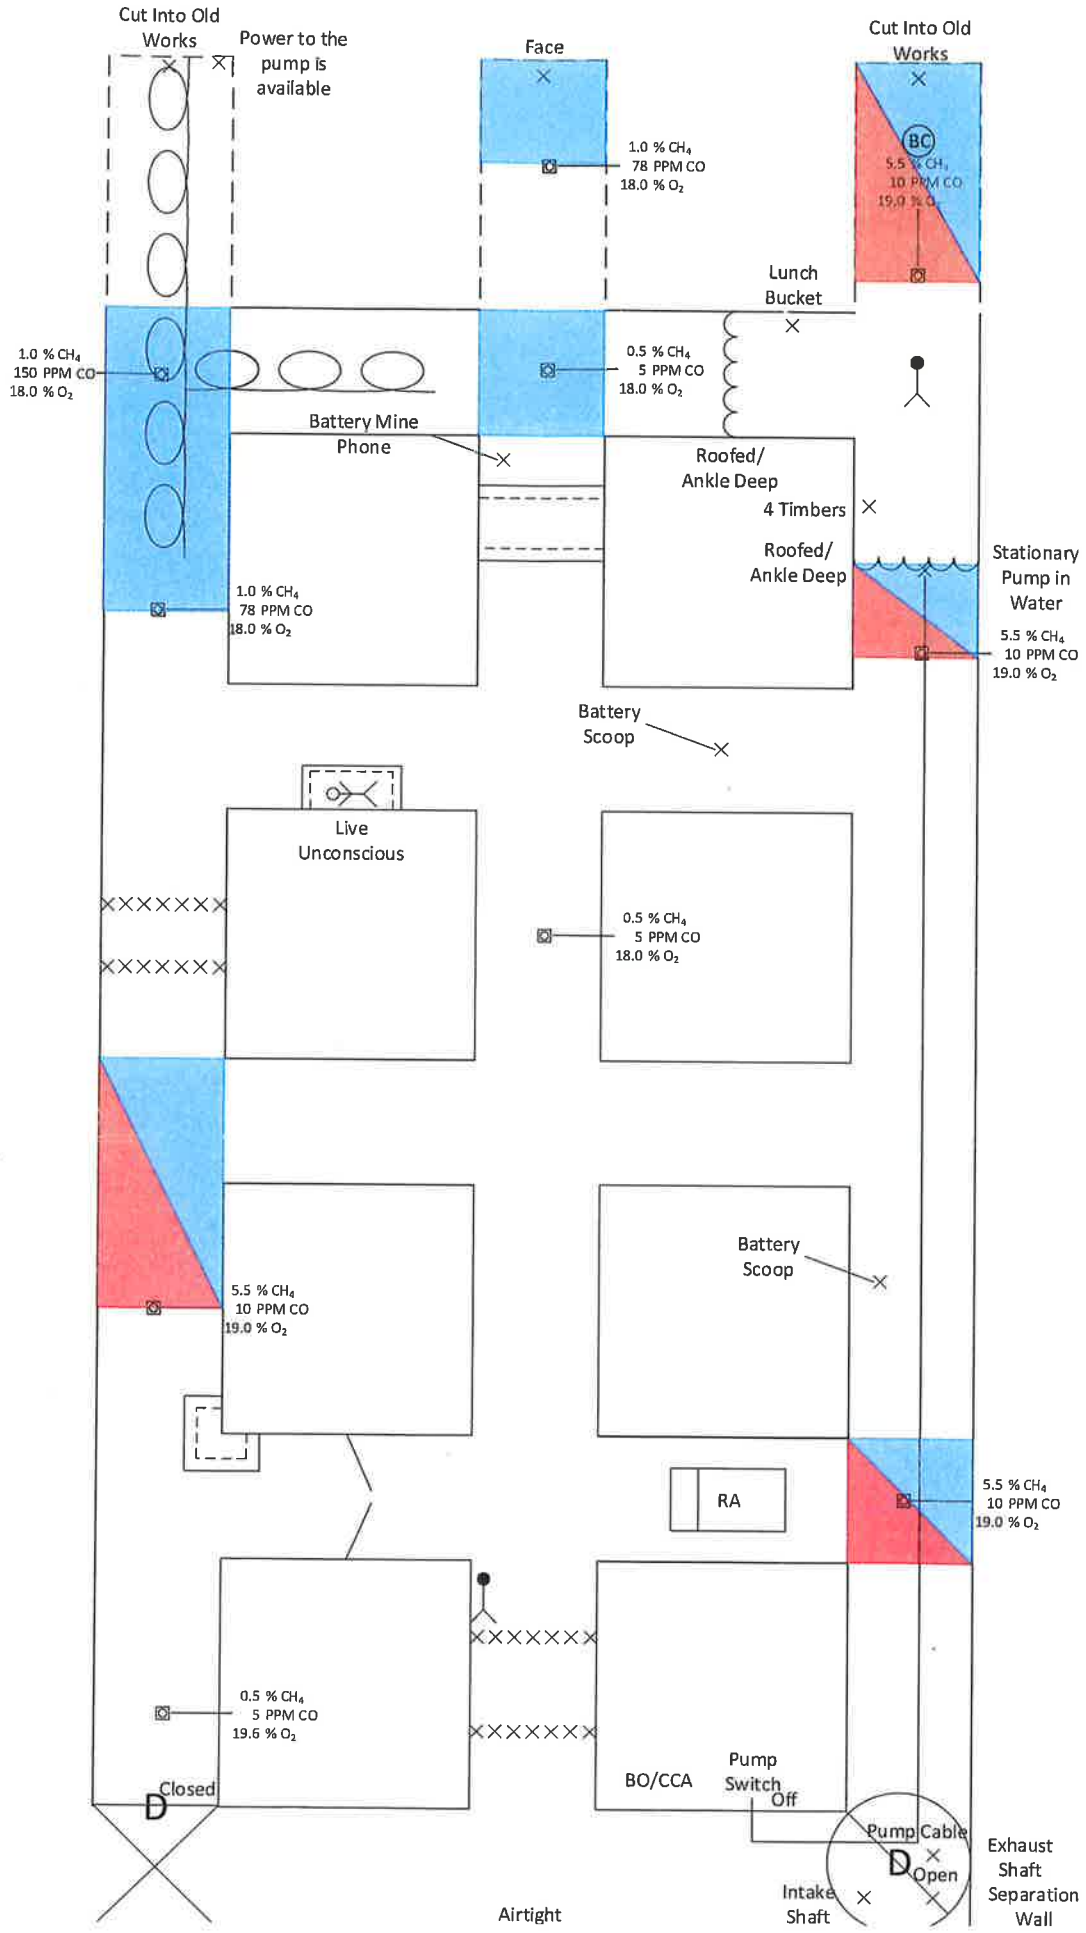 Cut Into Old
Works
Power to the
pump is
available
Face
Cut Into Old
Works
1.0 % CH₄
78 PPM CO
18.0 % O₂
BC
5.5 % CH₄
10 PPM CO
19.0 % O₂
Lunch
Bucket
1.0 % CH₄
150 PPM CO
18.0 % O₂
0.5 % CH₄
5 PPM CO
18.0 % O₂
Battery Mine
Phone
Roofed/
Ankle Deep
4 Timbers
Roofed/
Ankle Deep
Stationary
Pump in
Water
1.0 % CH₄
78 PPM CO
18.0 % O₂
5.5 % CH₄
10 PPM CO
19.0 % O₂
Battery
Scoop
Live
Unconscious
0.5 % CH₄
5 PPM CO
18.0 % O₂
Battery
Scoop
5.5 % CH₄
10 PPM CO
19.0 % O₂
RA
5.5 % CH₄
10 PPM CO
19.0 % O₂
0.5 % CH₄
5 PPM CO
19.6 % O₂
Closed
D
BO/CCA
Pump
Switch
Off
Pump Cable
D
Open
Intake
Shaft
Exhaust
Shaft
Separation
Wall
Airtight